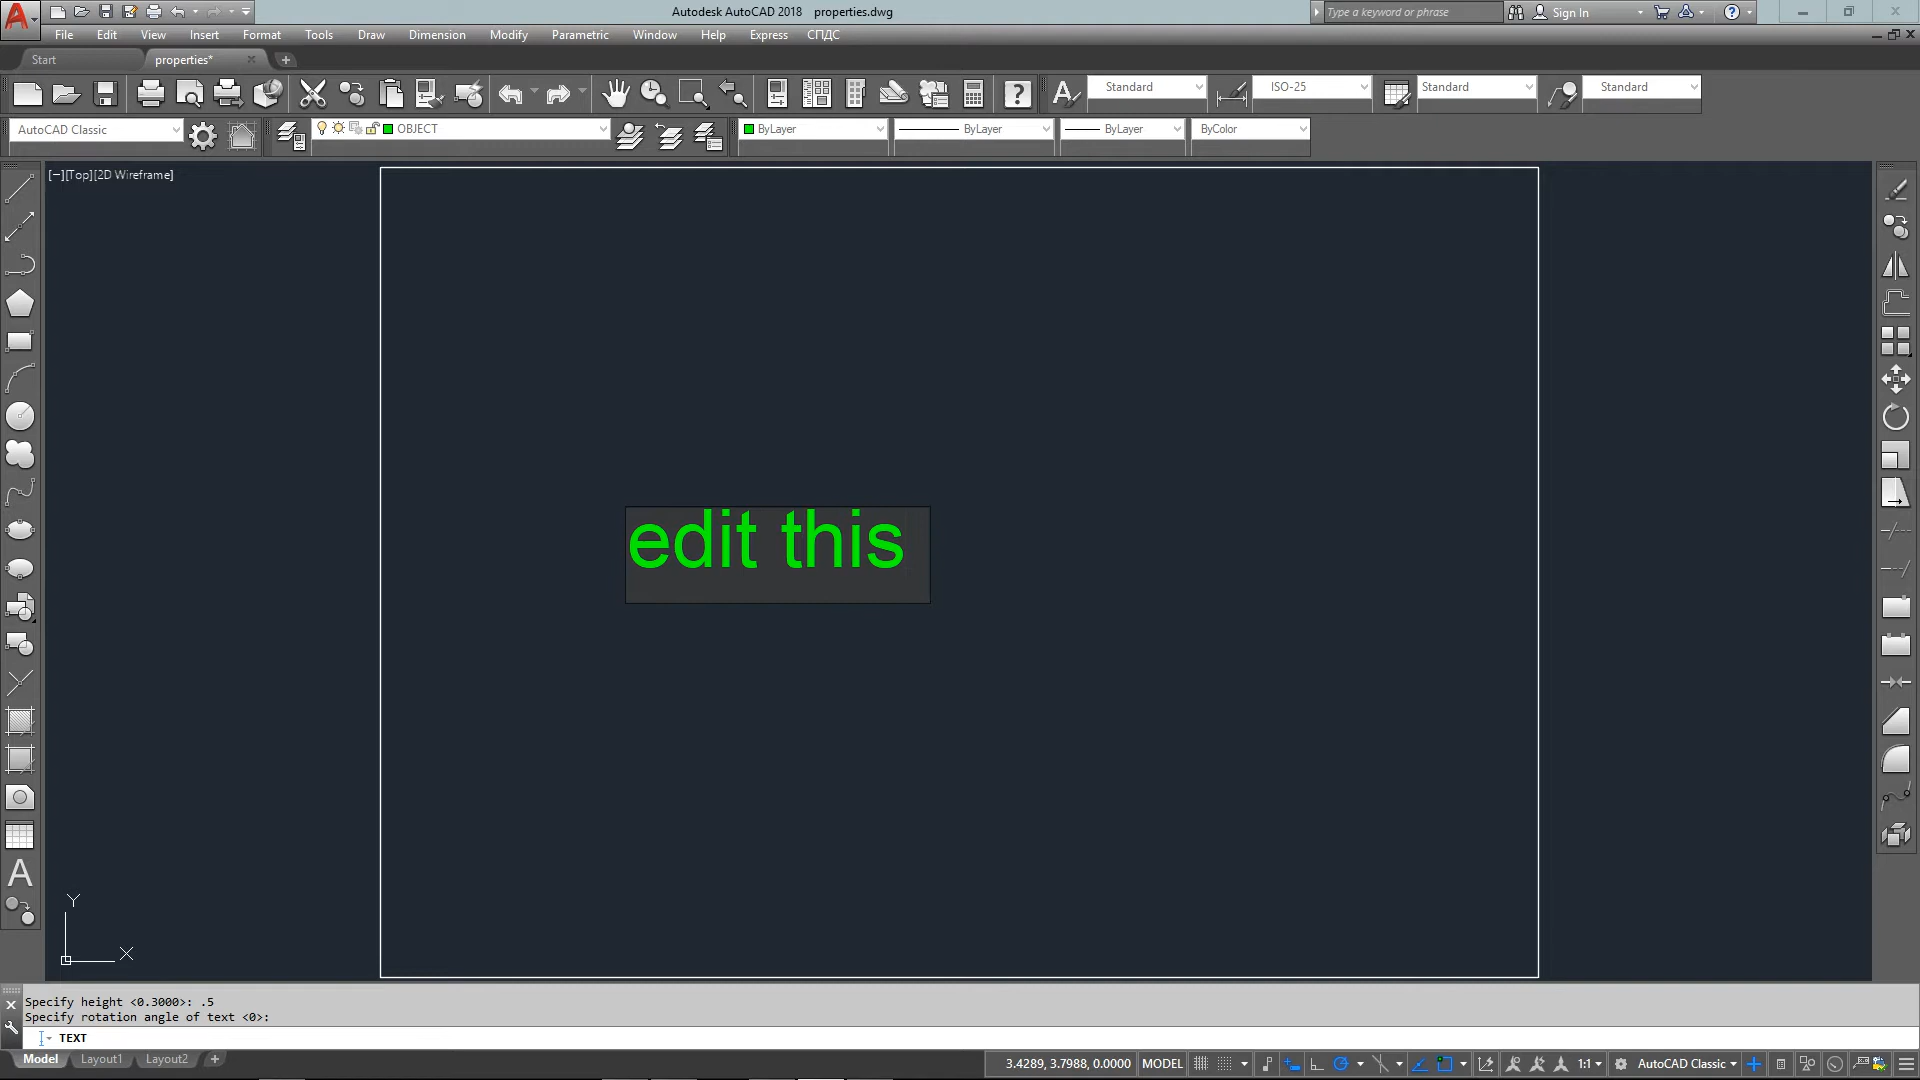 Autodesk AutoCAD 2018 properties.dwg
Type a keyword or phrase
Sign In
File Edit View Insert Format Tools Draw Dimension Modify Parametric Window Help Express СПДС
Start
properties*
Standard
ISO-25
Standard
Standard
AutoCAD Classic
OBJECT
ByLayer
ByLayer
ByLayer
ByColor
[−][Top][2D Wireframe]
edit this
Y
X
Specify height <0.3000>: .5
Specify rotation angle of text <0>:
TEXT
Model Layout1 Layout2 +
3.4289, 3.7988, 0.0000 MODEL
1:1
AutoCAD Classic